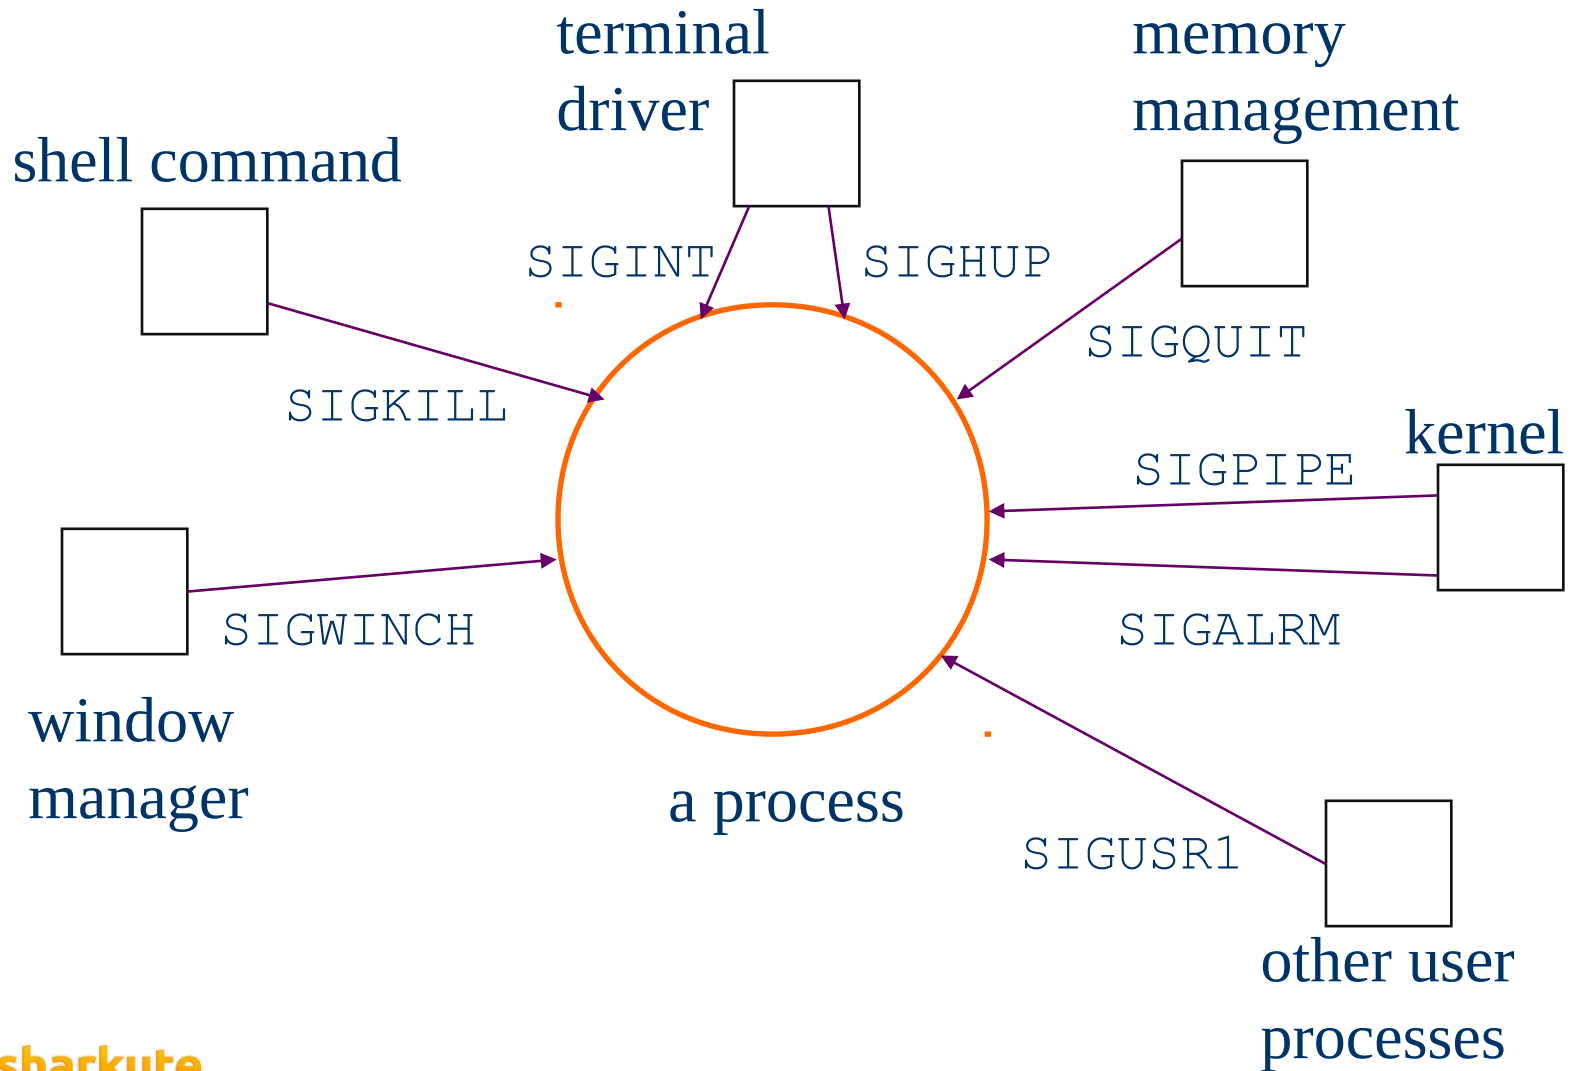 terminal
driver
memory
management
shell command
SIGINT
SIGHUP
SIGQUIT
SIGKILL
kernel
SIGPIPE
SIGWINCH
SIGALRM
window
manager
a process
SIGUSR1
other user
processes
sharkute